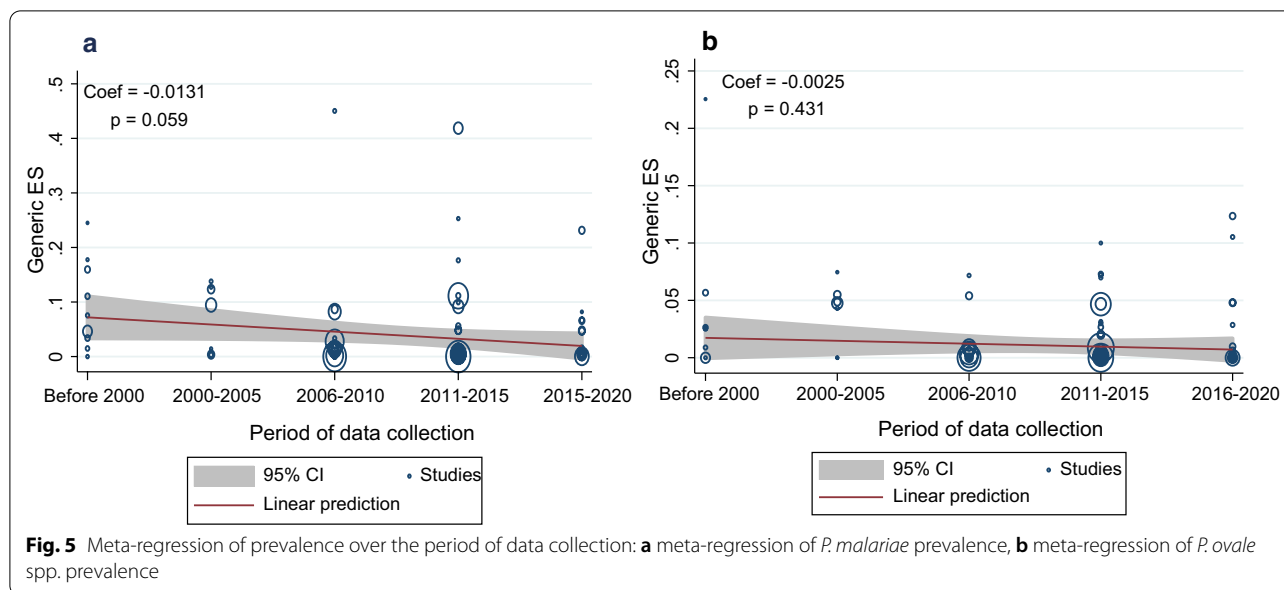 a
Coef = -0.0131
p = 0.059
Generic ES
.5
.4
.3
.2
.1
0
Before 2000 2000-2005 2006-2010 2011-2015 2015-2020
Period of data collection
95% CI Studies
Linear prediction
b
Coef = -0.0025
p = 0.431
Generic ES
.25
.2
.15
.1
.05
0
Before 2000 2000-2005 2006-2010 2011-2015 2016-2020
Period of data collection
95% CI Studies
Linear prediction
Fig. 5 Meta-regression of prevalence over the period of data collection: a meta-regression of P. malariae prevalence, b meta-regression of P. ovale
spp. prevalence